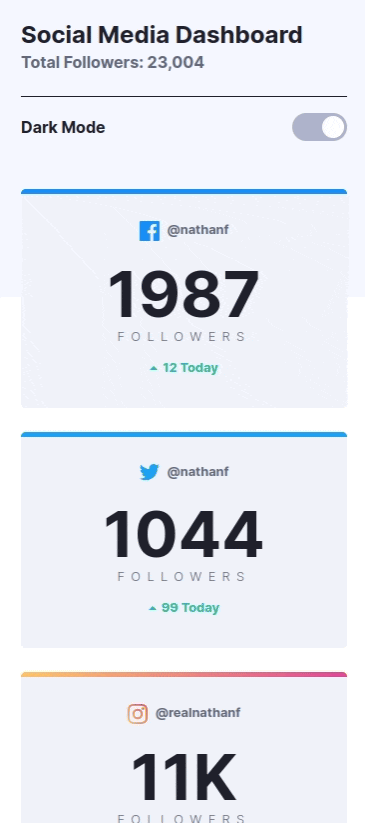 Social Media Dashboard
Total Followers: 23,004
Dark Mode
@nathanf
1987
FOLLOWERS
12 Today
@nathanf
1044
FOLLOWERS
99 Today
@realnathanf
11K
FOLLOWERS